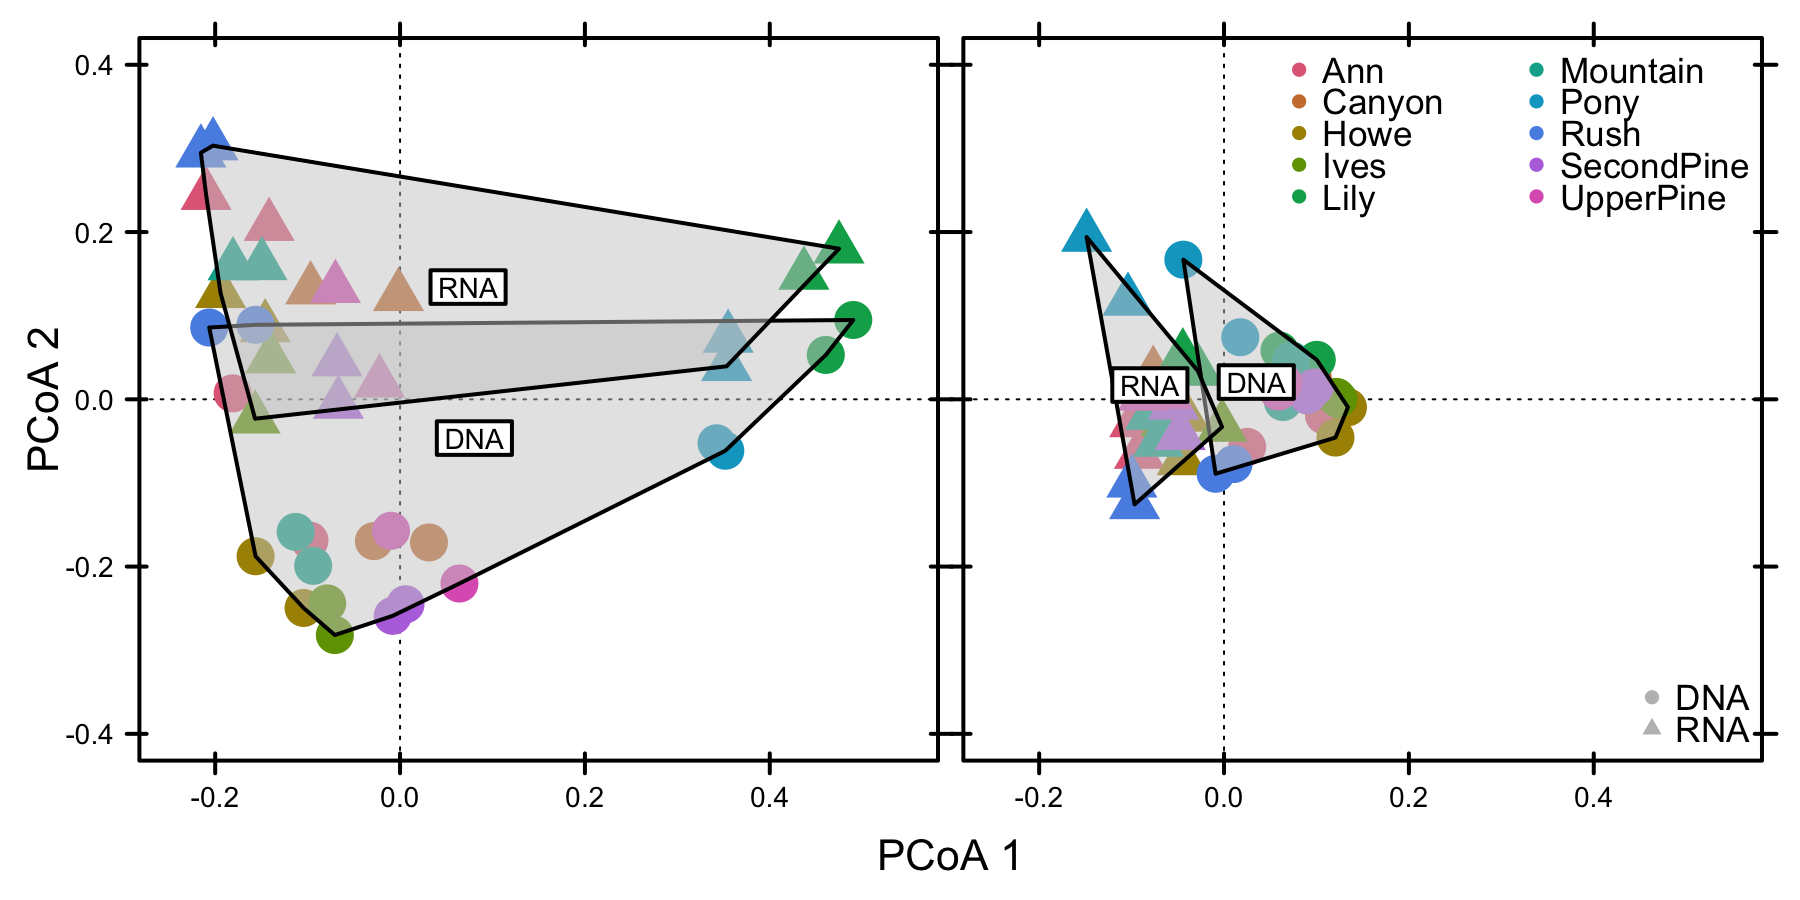 PCoA 2
0.4
0.2
0.0
-0.2
-0.4
RNA
DNA
-0.2 0.0 0.2 0.4
Ann
Canyon
Howe
Ives
Lily
Mountain
Pony
Rush
SecondPine
UpperPine
RNA
DNA
DNA
RNA
-0.2 0.0 0.2 0.4
PCoA 1